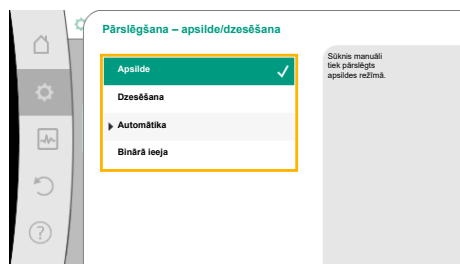 Pārslēgšana – apsilde/dzesēšana
Apsilde
Dzesēšana
Automātika
Binārā ieeja
Sūknis manuāli
tiek pārslēgts
apsildes režīmā.
?